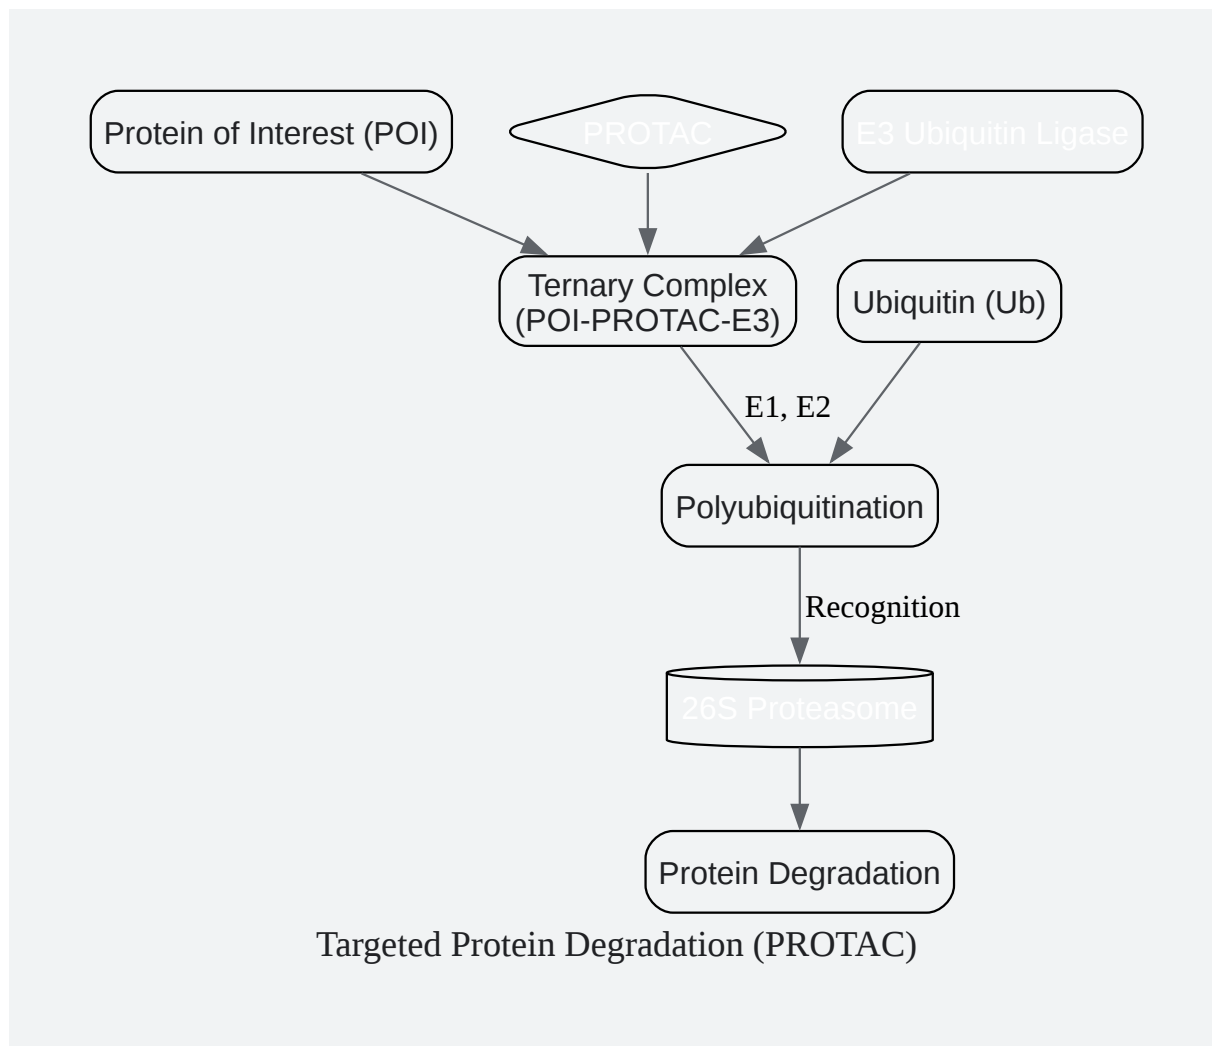 Protein of Interest (POI)
PROTAC
E3 Ubiquitin Ligase
Ternary Complex
(POI-PROTAC-E3)
Ubiquitin (Ub)
E1, E2
Polyubiquitination
Recognition
26S Proteasome
Protein Degradation
Targeted Protein Degradation (PROTAC)